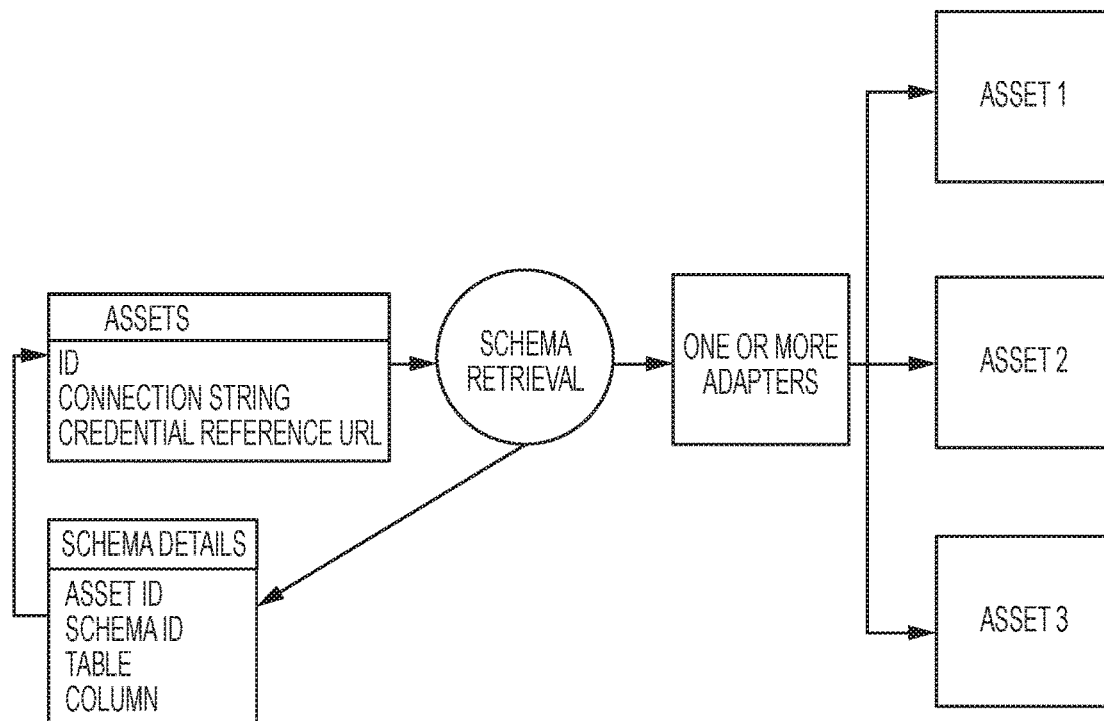 ASSETS
ID
CONNECTION STRING
CREDENTIAL REFERENCE URL
SCHEMA DETAILS
ASSET ID
SCHEMA ID
TABLE
COLUMN
SCHEMA
RETRIEVAL
ONE OR MORE
ADAPTERS
ASSET 1
ASSET 2
ASSET 3